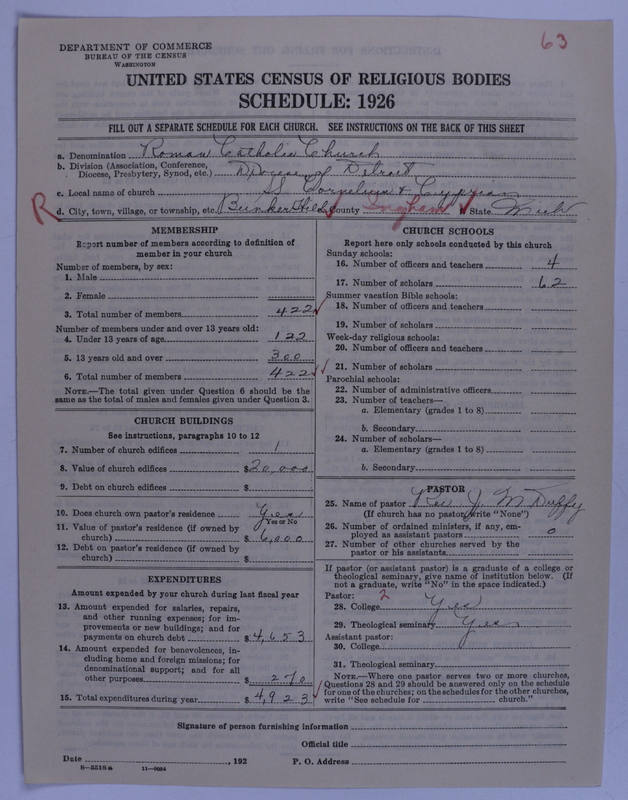 63
DEPARTMENT OF COMMERCE
BUREAU OF THE CENSUS
WASHINGTON
UNITED STATES CENSUS OF RELIGIOUS BODIES
SCHEDULE: 1926
FILL OUT A SEPARATE SCHEDULE FOR EACH CHURCH. SEE INSTRUCTIONS ON THE BACK OF THIS SHEET
a. Denomination Roman Catholic Church
b. Division (Association, Conference, Diocese, Presbytery, Synod, etc.) Diocese of Detroit
c. Local name of church SS. Cornelius & Cyprian
R d. City, town, village, or township, etc. Bunker Hill County Ingham State Mich
MEMBERSHIP
Report number of members according to definition of
member in your church
Number of members, by sex:
1. Male
2. Female
3. Total number of members 422
Number of members under and over 13 years old:
4. Under 13 years of age 122
5. 13 years old and over 300
6. Total number of members 422
NOTE.—The total given under Question 6 should be the
same as the total of males and females given under Question 3.
CHURCH BUILDINGS
See instructions, paragraphs 10 to 12
7. Number of church edifices 1
8. Value of church edifices $20,000
9. Debt on church edifices $
10. Does church own pastor's residence Yes
Yes or No
11. Value of pastor's residence (if owned by
church) $ 6,000
12. Debt on pastor's residence (if owned by
church) $
EXPENDITURES
Amount expended by your church during last fiscal year
13. Amount expended for salaries, repairs,
and other running expenses; for im-
provements or new buildings; and for
payments on church debt $4,653
14. Amount expended for benevolences, in-
cluding home and foreign missions; for
denominational support; and for all
other purposes $ 270
15. Total expenditures during year $4,923
CHURCH SCHOOLS
Report here only schools conducted by this church
Sunday schools:
16. Number of officers and teachers 4
17. Number of scholars 62
Summer vacation Bible schools:
18. Number of officers and teachers
19. Number of scholars
Week-day religious schools:
20. Number of officers and teachers
21. Number of scholars
Parochial schools:
22. Number of administrative officers
23. Number of teachers—
a. Elementary (grades 1 to 8)
b. Secondary
24. Number of scholars—
a. Elementary (grades 1 to 8)
b. Secondary
PASTOR
25. Name of pastor Rev J. M Duffy
(If church has no pastor, write "None")
26. Number of ordained ministers, if any, em-
ployed as assistant pastors 0
27. Number of other churches served by the
pastor or his assistants
If pastor (or assistant pastor) is a graduate of a college or
theological seminary, give name of institution below. (If
not a graduate, write "No" in the space indicated.)
Pastor: 2
28. College Yes
29. Theological seminary Yes
Assistant pastor:
30. College
31. Theological seminary
NOTE.—Where one pastor serves two or more churches,
Questions 28 and 29 should be answered only on the schedule
for one of the churches; on the schedules for the other churches,
write "See schedule for church."
Signature of person furnishing information
Official title
Date , 192 P. O. Address
8—5518a 11—9034